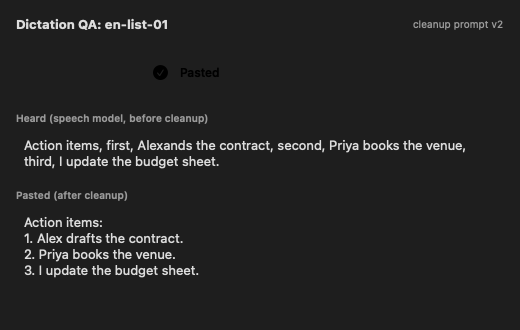 Dictation QA: en-list-01
cleanup prompt v2
Pasted
Heard (speech model, before cleanup)
Action items, first, Alexands the contract, second, Priya books the venue,
third, I update the budget sheet.
Pasted (after cleanup)
Action items:
1. Alex drafts the contract.
2. Priya books the venue.
3. I update the budget sheet.